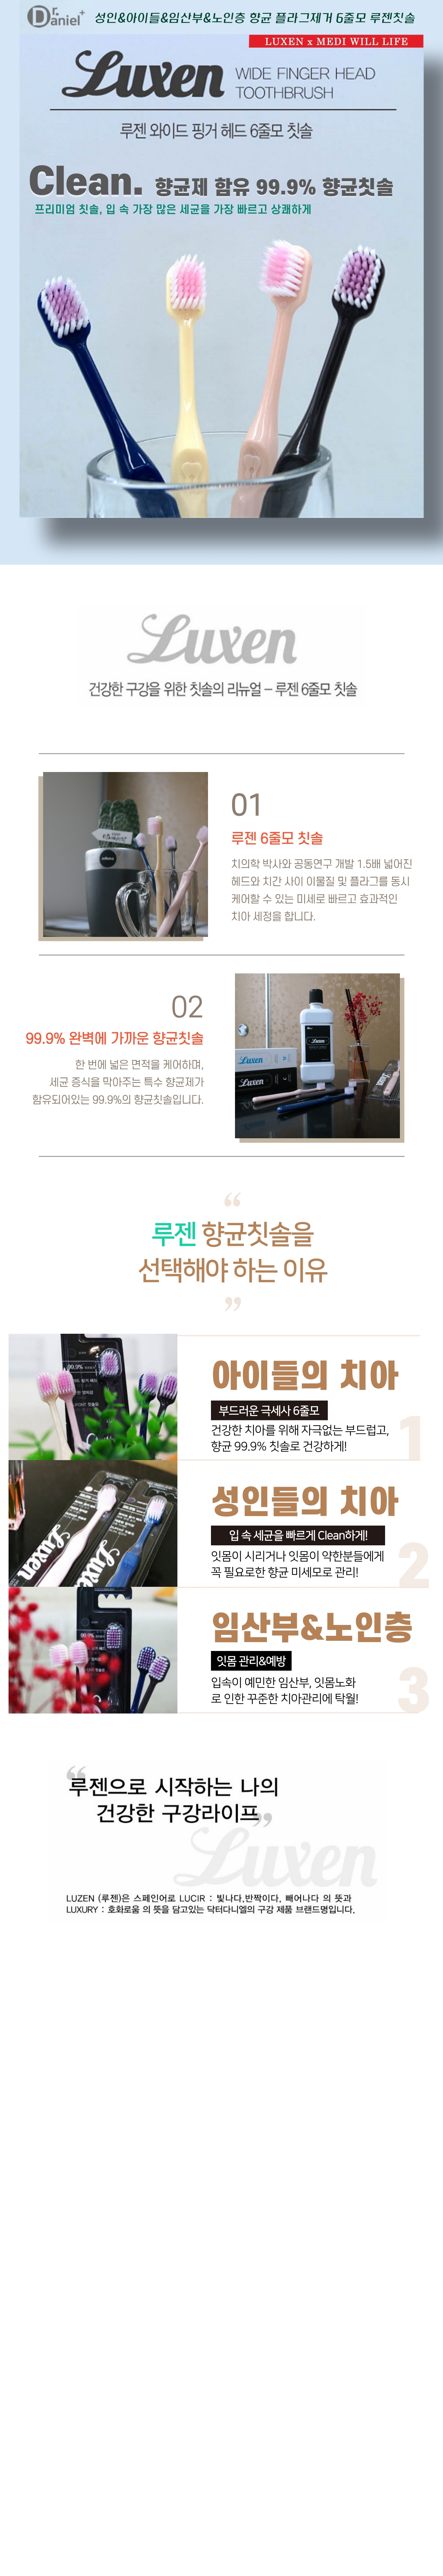 Dr. Daniel+ 성인&아이들&임산부&노인층 항균 플라그제거 6줄모 루젠칫솔
LUXEN x MEDI WILL LIFE
Luxen WIDE FINGER HEAD
TOOTHBRUSH
루젠 와이드 핑거 헤드 6줄모 칫솔
Clean. 향균제 함유 99.9% 향균칫솔
프리미엄 칫솔, 입 속 가장 많은 세균을 가장 빠르고 상쾌하게
Luxen
건강한 구강을 위한 칫솔의 리뉴얼 – 루젠 6줄모 칫솔
01
루젠 6줄모 칫솔
치의학 박사와 공동연구 개발 1.5배 넓어진
헤드와 치간 사이 이물질 및 플라그를 동시
케어할 수 있는 미세로 빠르고 효과적인
치아 세정을 합니다.
02
99.9% 완벽에 가까운 향균칫솔
한 번에 넓은 면적을 케어하며,
세균 증식을 막아주는 특수 향균제가
함유되어있는 99.9%의 향균칫솔입니다.
Luxen
Luxen
“
루젠 향균칫솔을
선택해야 하는 이유
”
99.9%
아이들의 치아
부드러운 극세사 6줄모
건강한 치아를 위해 자극없는 부드럽고,
향균 99.9% 칫솔로 건강하게!
1
Luxen
Luxen
성인들의 치아
입 속 세균을 빠르게 Clean하게!
잇몸이 시리거나 잇몸이 약한분들에게
꼭 필요로한 향균 미세모로 관리!
2
임산부&노인층
잇몸 관리&예방
입속이 예민한 임산부, 잇몸노화
로 인한 꾸준한 치아관리에 탁월!
3
“루젠으로 시작하는 나의
건강한 구강라이프”
Luxen
LUZEN (루젠)은 스페인어로 LUCIR : 빛나다,반짝이다, 빼어나다 의 뜻과
LUXURY : 호화로움 의 뜻을 담고있는 닥터다니엘의 구강 제품 브랜드명입니다.